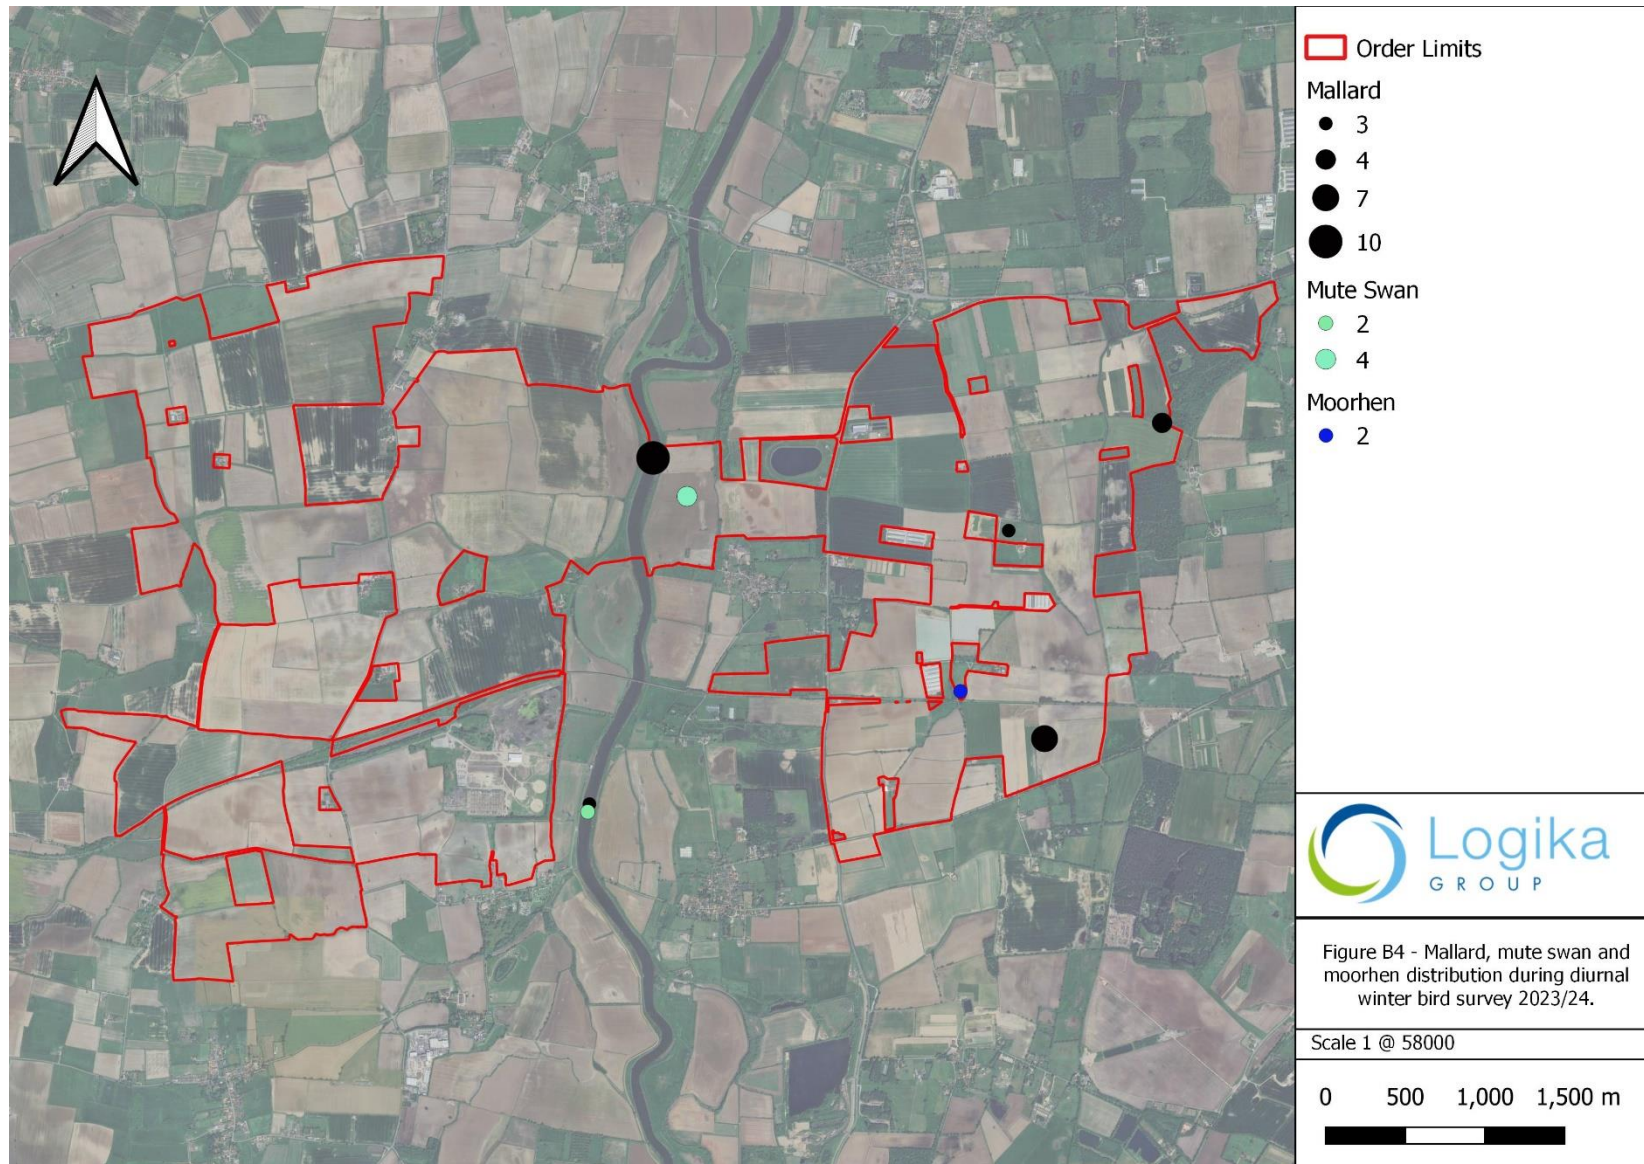 Order Limits
Mallard
3
4
7
10
Mute Swan
2
4
Moorhen
2
Logika
GROUP
Figure B4 - Mallard, mute swan and
moorhen distribution during diurnal
winter bird survey 2023/24.
Scale 1 @ 58000
0 500 1,000 1,500 m